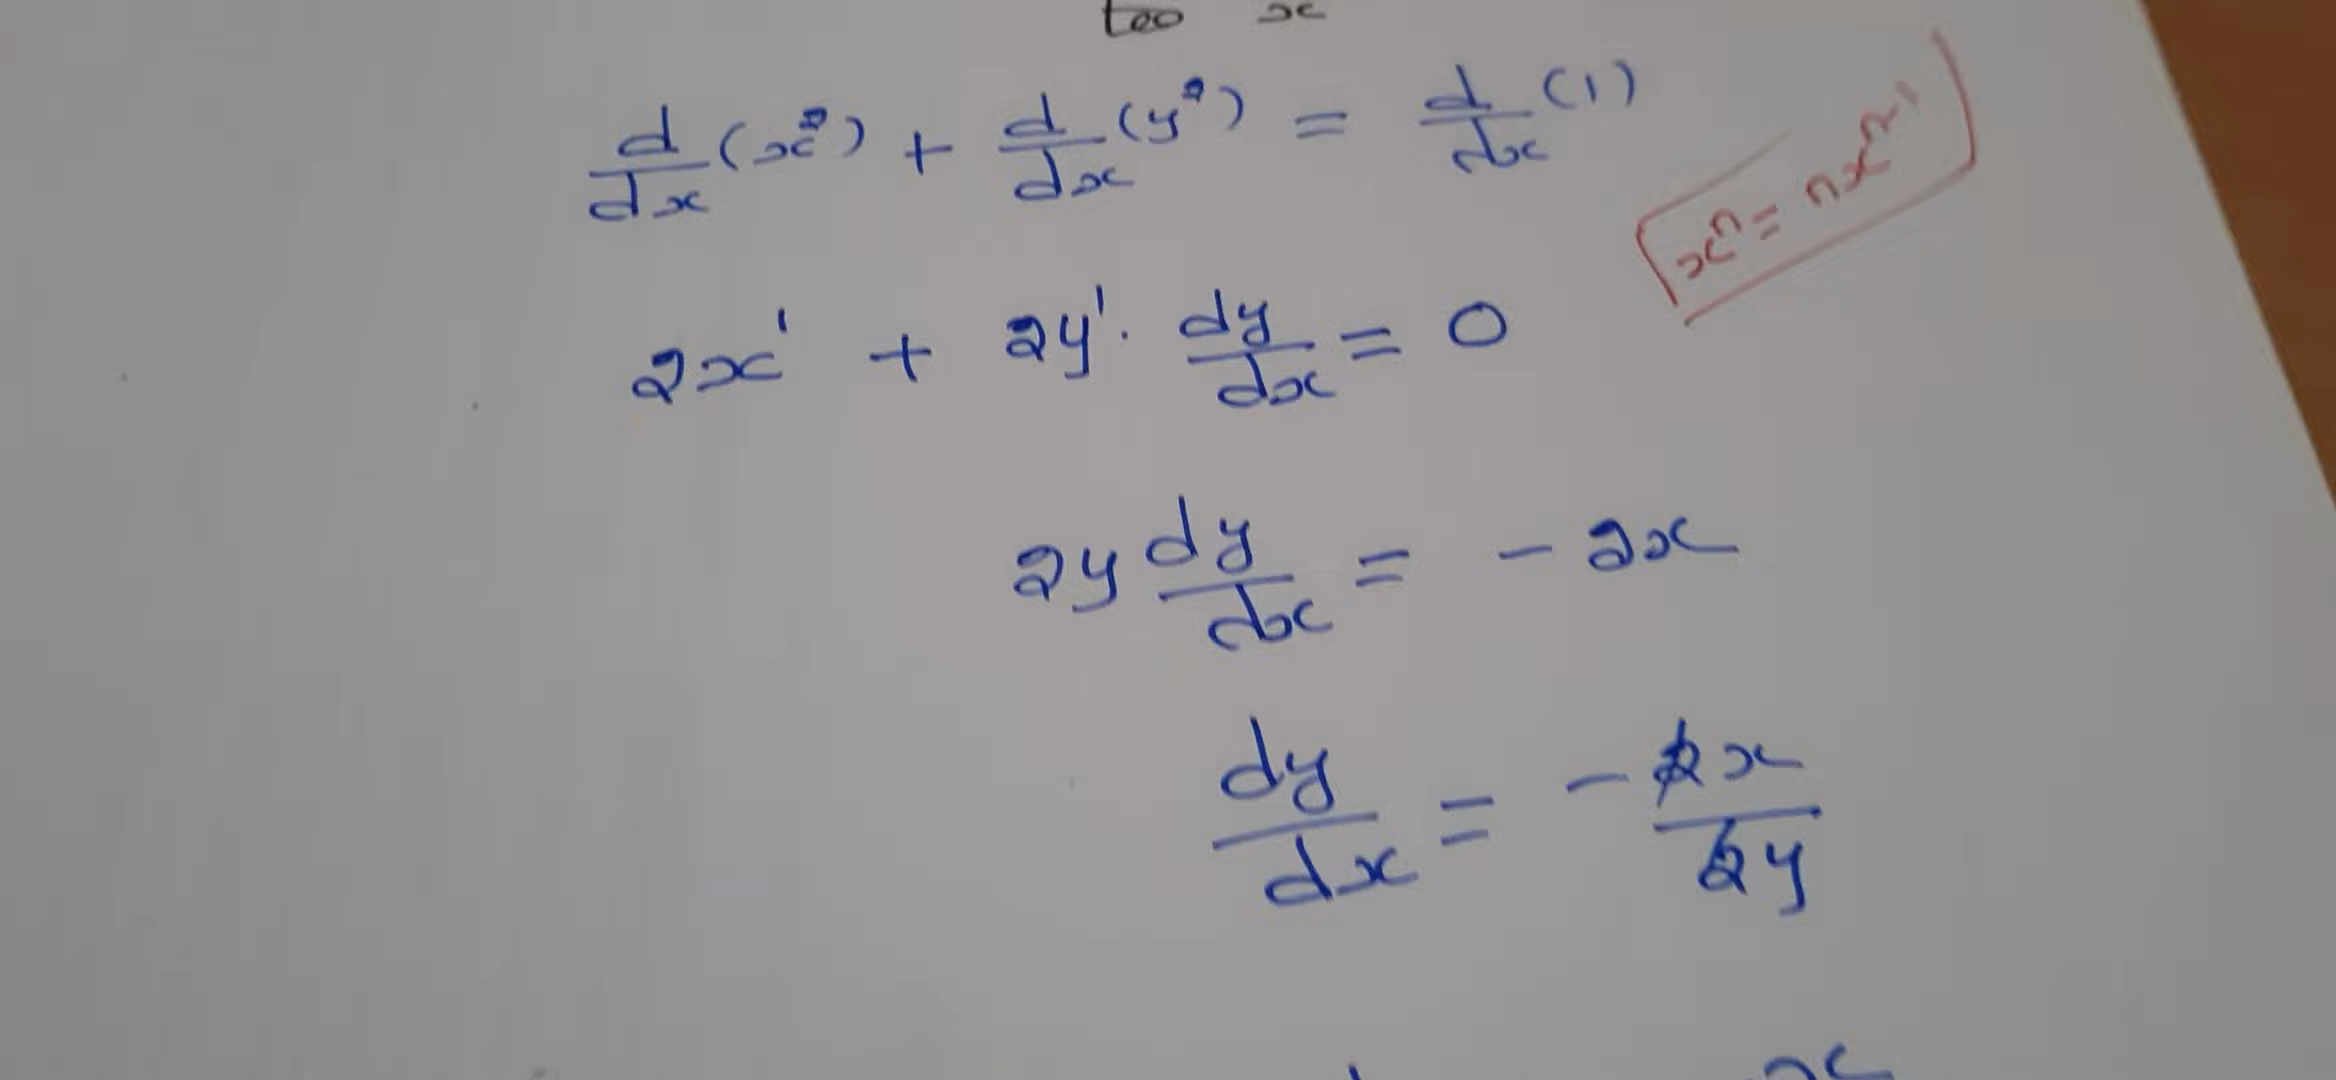 to x
d/dx (x²) + d/dx (y²) = d/dx (1)
xⁿ = nxⁿ⁻¹
2x¹ + 2y¹ · dy/dx = 0
2y dy/dx = - 2x
dy/dx = - 2x/2y
x